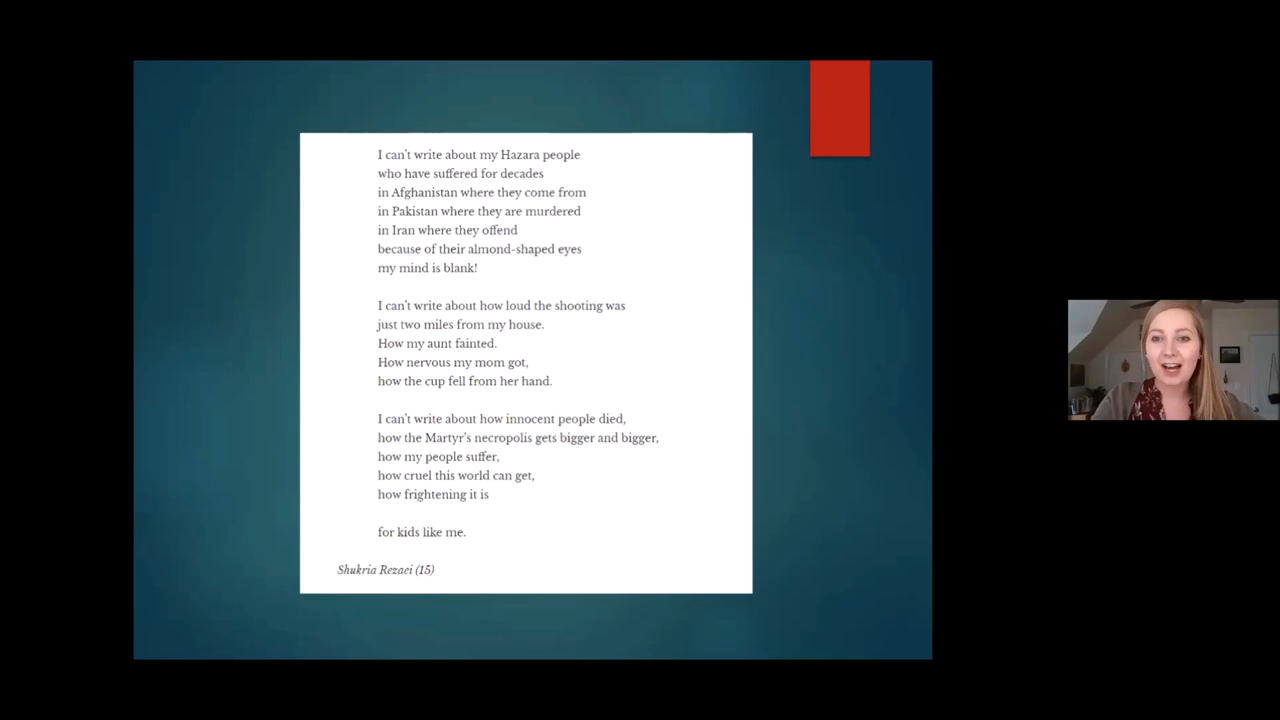 I can't write about my Hazara people
who have suffered for decades
in Afghanistan where they come from
in Pakistan where they are murdered
in Iran where they offend
because of their almond-shaped eyes
my mind is blank!
I can't write about how loud the shooting was
just two miles from my house.
How my aunt fainted.
How nervous my mom got,
how the cup fell from her hand.
I can't write about how innocent people died,
how the Martyr's necropolis gets bigger and bigger,
how my people suffer,
how cruel this world can get,
how frightening it is
for kids like me.
Shukria Rezaei (15)